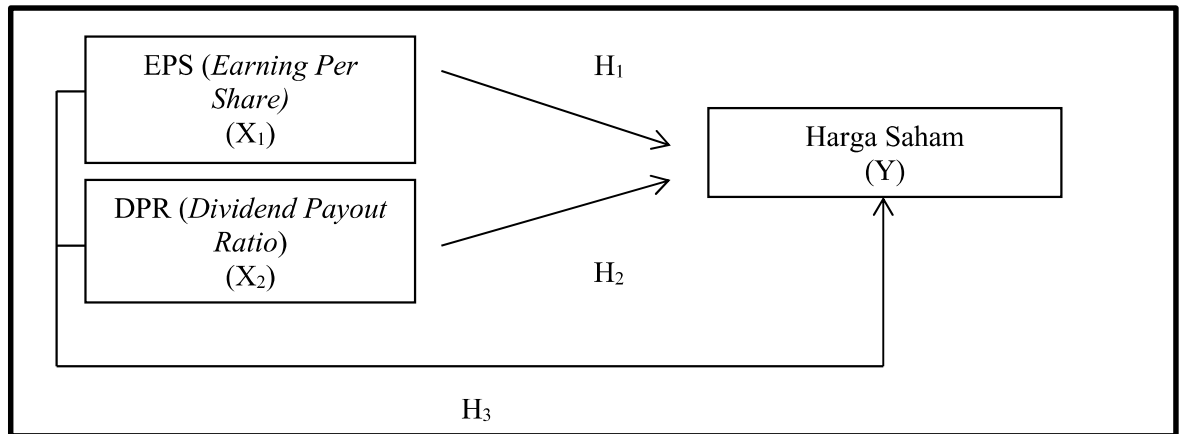 EPS (Earning Per
Share)
(X₁)
H₁
Harga Saham
(Y)
DPR (Dividend Payout
Ratio)
(X₂)
H₂
H₃